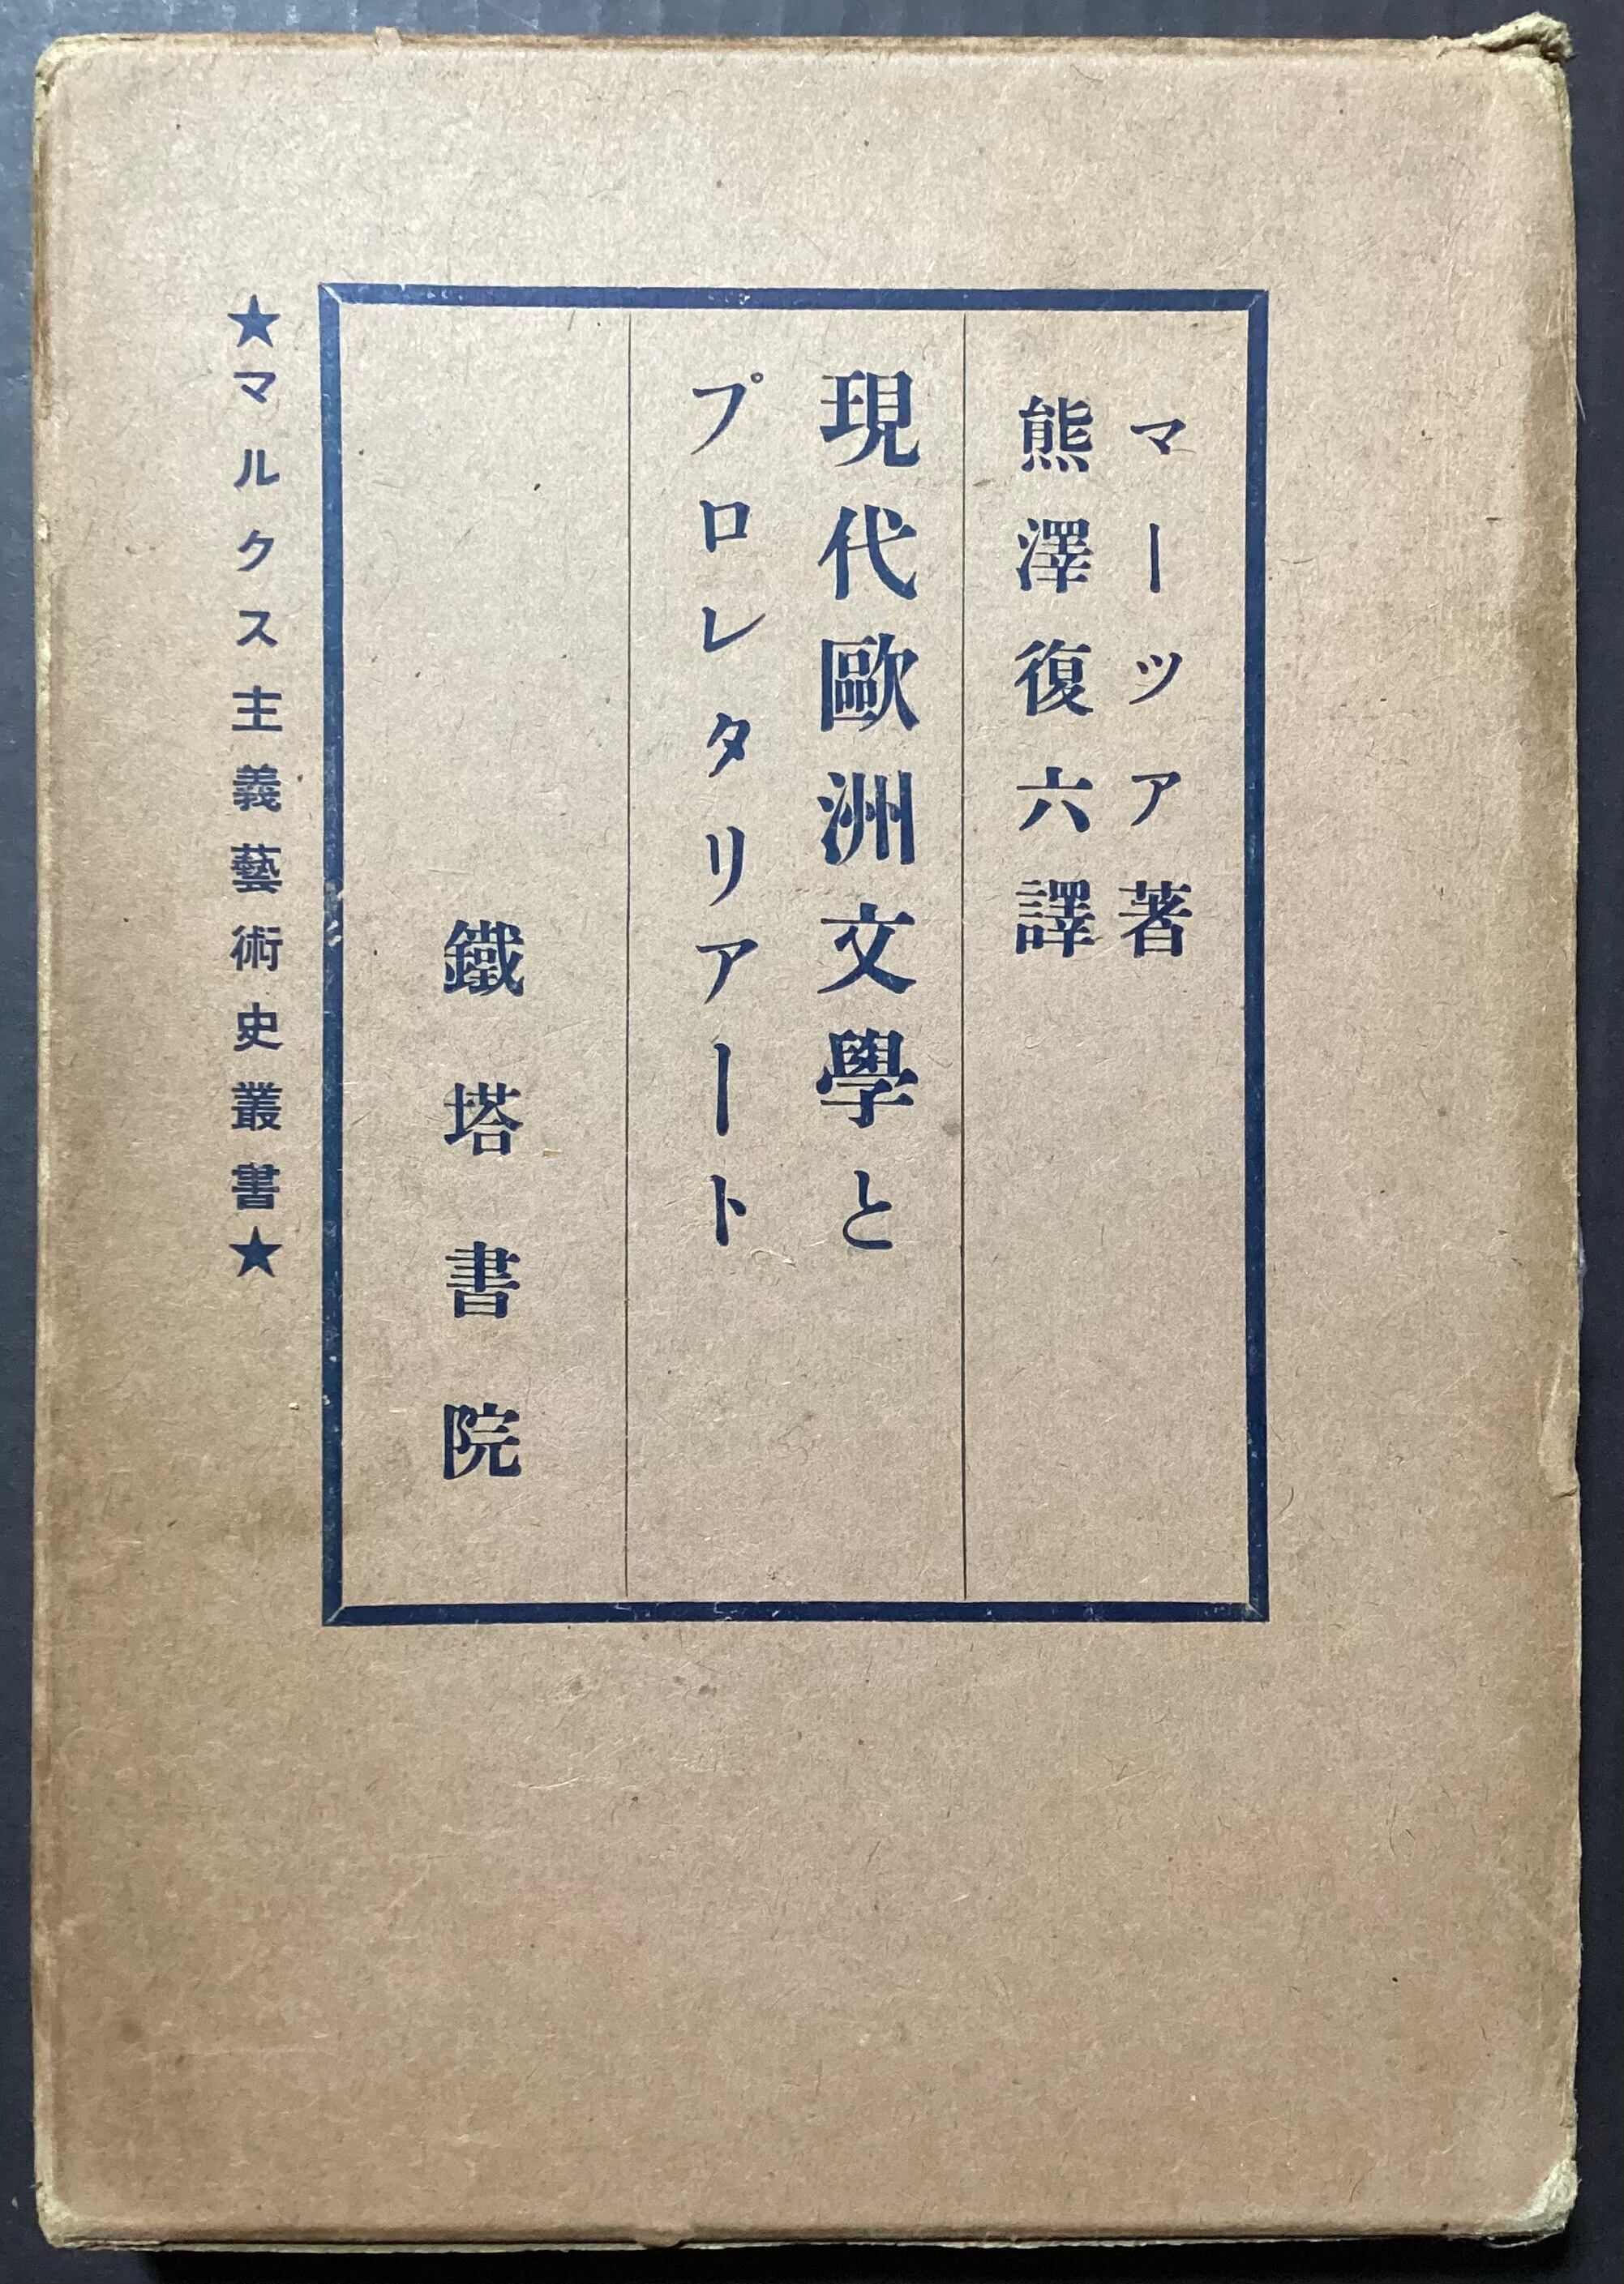 マーツア著
熊澤復六譯
現代歐洲文學と
プロレタリアート
鐵塔書院
★マルクス主義藝術史叢書★